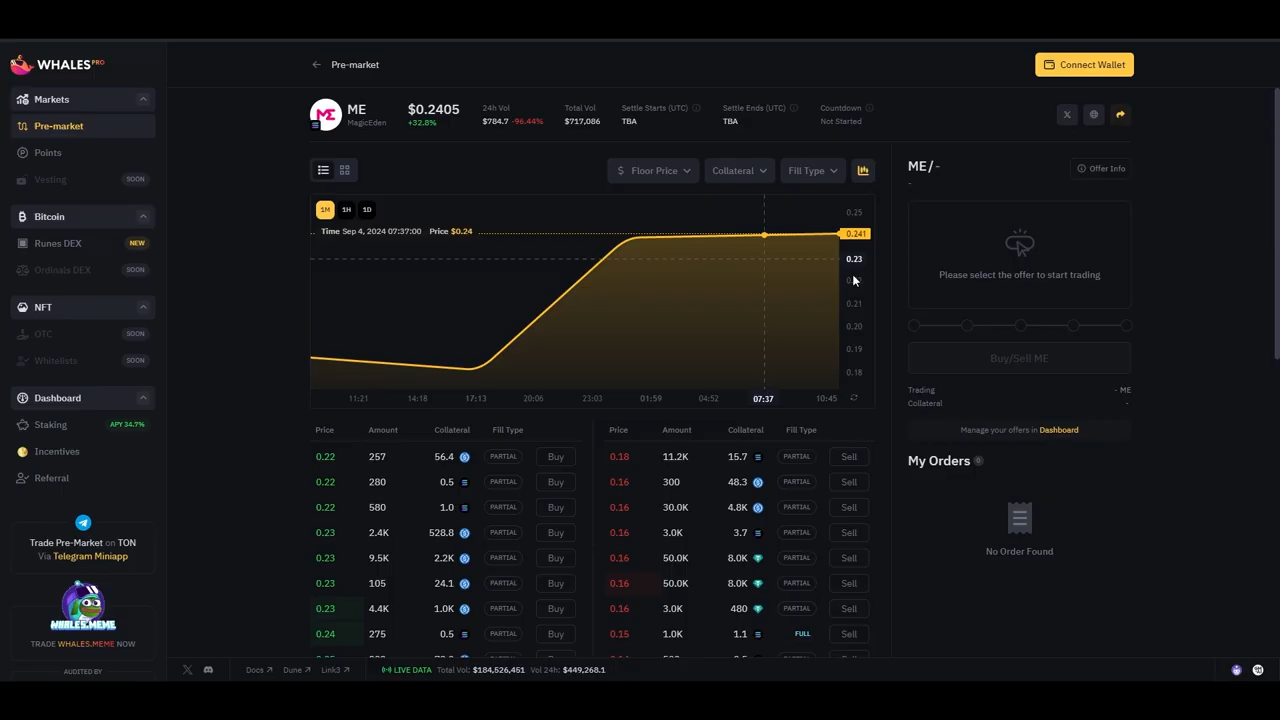 WHALES PRO
Markets
Pre-market
Points
Vesting SOON
Bitcoin
Runes DEX NEW
Ordinals DEX SOON
NFT
OTC SOON
Whitelists SOON
Dashboard
Staking APY 34.7%
Incentives
Referral
Trade Pre-Market on TON
Via Telegram Miniapp
WHALES.MEME
TRADE WHALES.MEME NOW
AUDITED BY
Pre-market
Connect Wallet
ME
MagicEden
$0.2405
+32.8%
24h Vol
$784.7 -96.44%
Total Vol
$717,086
Settle Starts (UTC)
TBA
Settle Ends (UTC)
TBA
Countdown
Not Started
$ Floor Price Collateral Fill Type
1M 1H 1D
Time Sep 4, 2024 07:37:00 Price $0.24
0.25
0.241
0.23
0.21
0.20
0.19
0.18
11:21 14:18 17:13 20:06 23:03 01:59 04:52 07:37 10:45
Price Amount Collateral Fill Type
0.22 257 56.4 PARTIAL Buy
0.22 280 0.5 PARTIAL Buy
0.22 580 1.0 PARTIAL Buy
0.23 2.4K 528.8 PARTIAL Buy
0.23 9.5K 2.2K PARTIAL Buy
0.23 105 24.1 PARTIAL Buy
0.23 4.4K 1.0K PARTIAL Buy
0.24 275 0.5 PARTIAL Buy
Price Amount Collateral Fill Type
0.18 11.2K 15.7 PARTIAL Sell
0.16 300 48.3 PARTIAL Sell
0.16 30.0K 4.8K PARTIAL Sell
0.16 3.0K 3.7 PARTIAL Sell
0.16 50.0K 8.0K PARTIAL Sell
0.16 50.0K 8.0K PARTIAL Sell
0.16 3.0K 480 PARTIAL Sell
0.15 1.0K 1.1 FULL Sell
ME/-
-
Offer Info
Please select the offer to start trading
Buy/Sell ME
Trading - ME
Collateral -
Manage your offers in Dashboard
My Orders 0
No Order Found
Docs Dune Link3 LIVE DATA Total Vol: $184,526,451 Vol 24h: $449,268.1